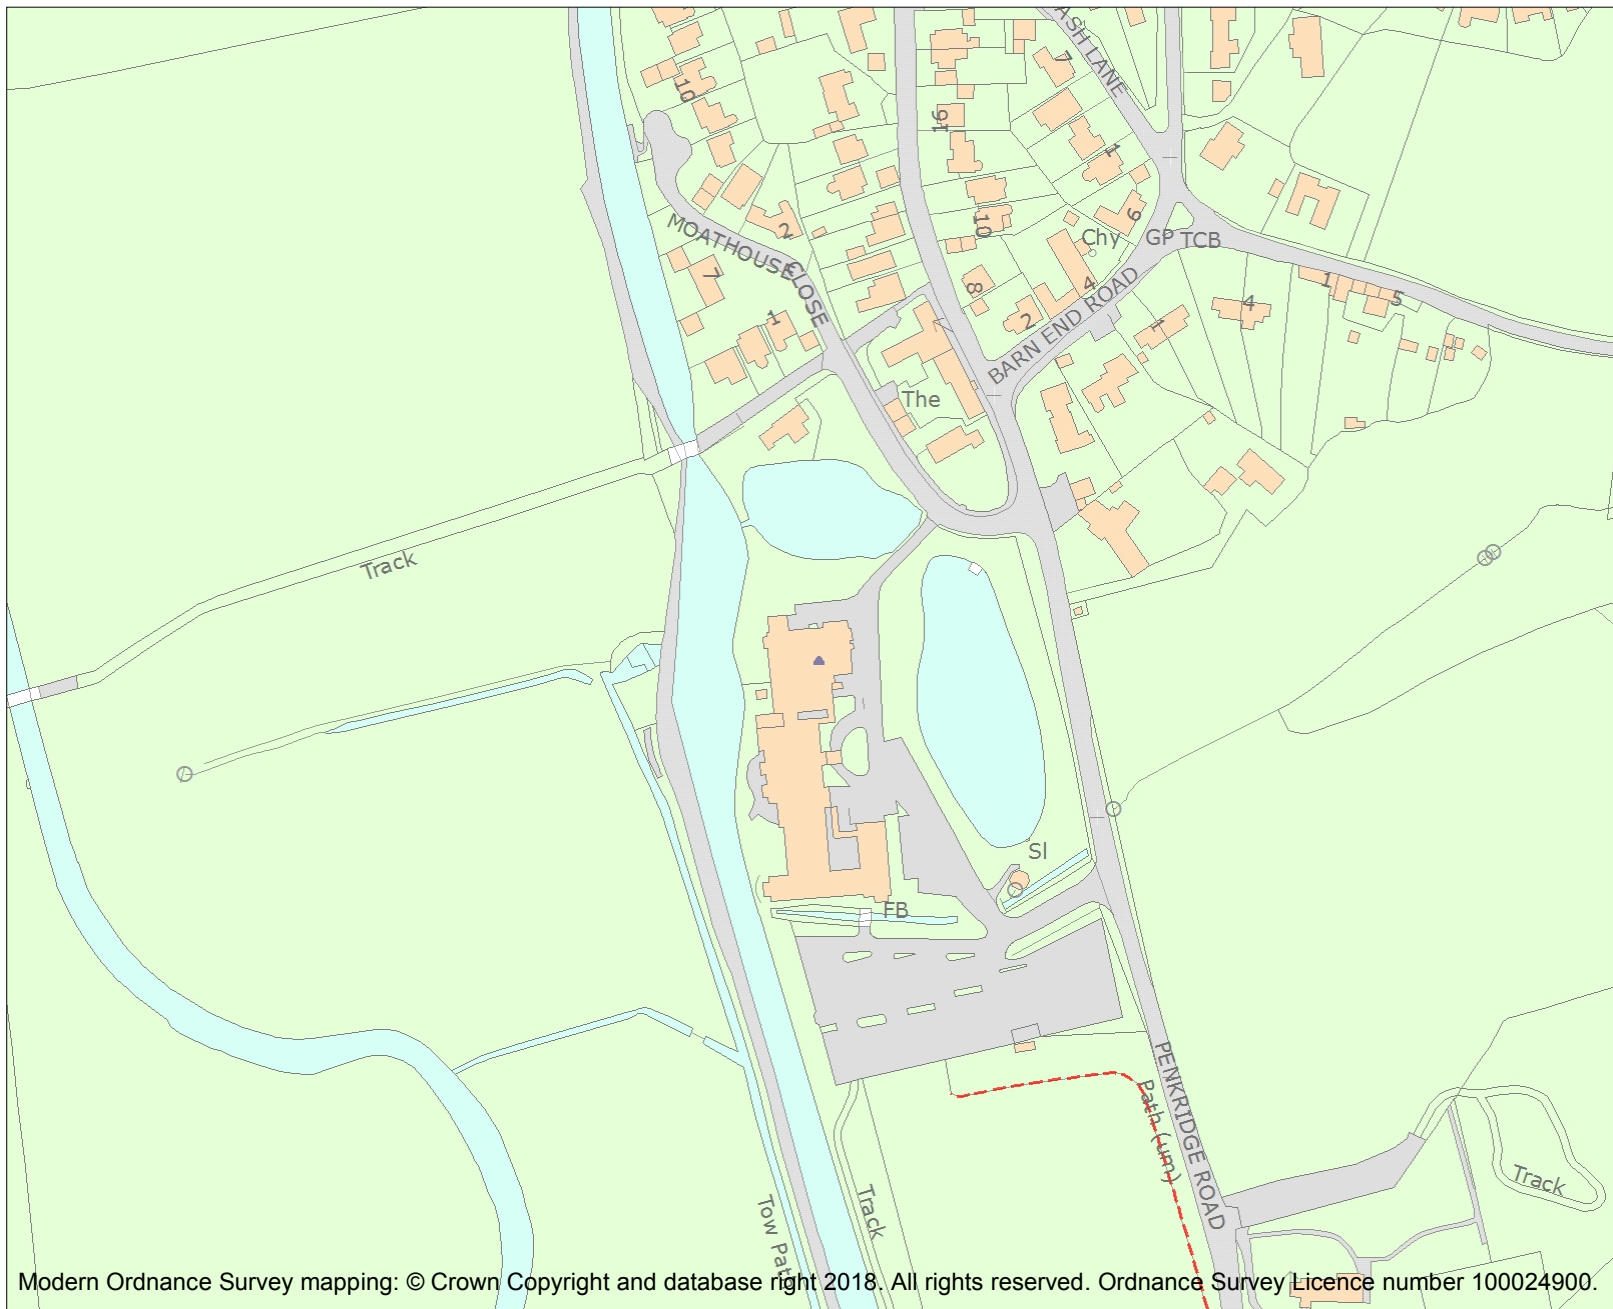 ASH LANE
7
10
16
1
MOATHOUSE
CLOSE
2
10
6
Chy
GP
TCB
7
4
8
1
4
5
1
2
1
BARN END ROAD
The
Track
Sl
FB
PENKRIDGE ROAD
Path (um)
Track
Track
Tow Path
Modern Ordnance Survey mapping: © Crown Copyright and database right 2018. All rights reserved. Ordnance Survey Licence number 100024900.